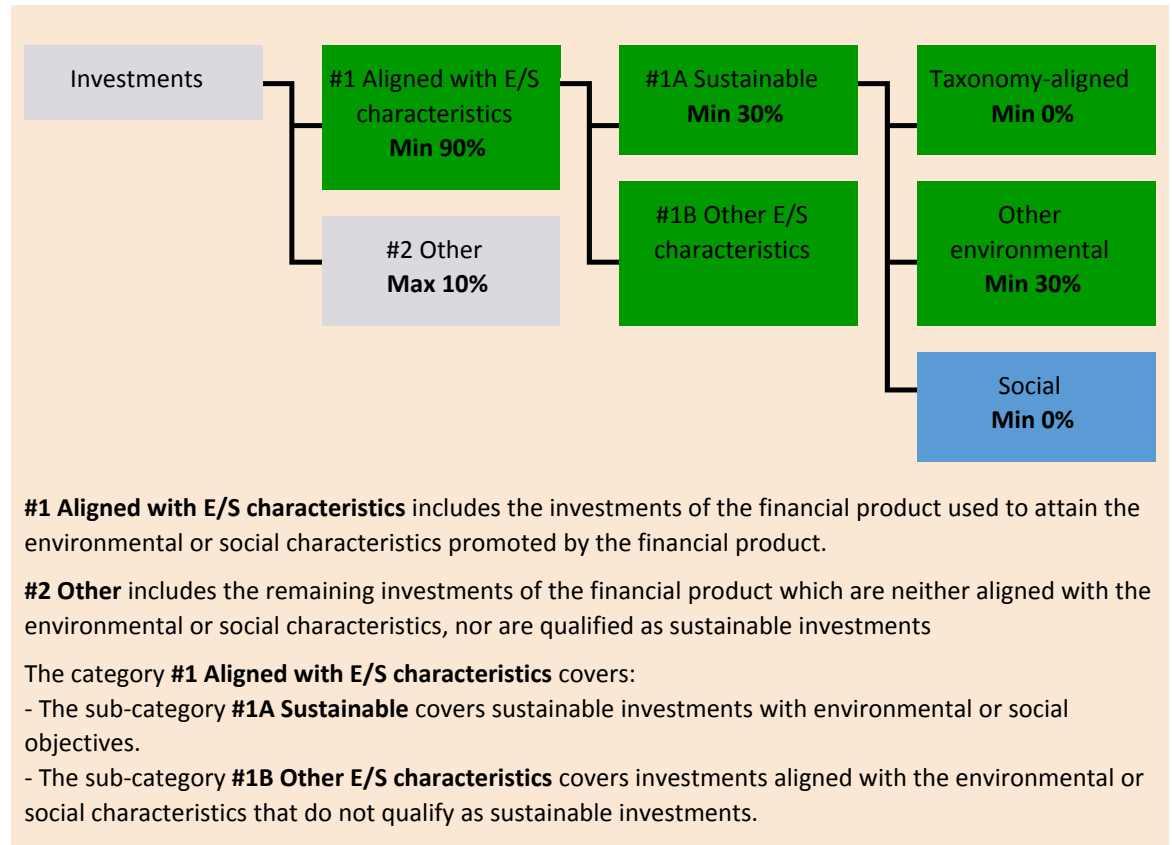 Investments
#1 Aligned with E/S
characteristics
Min 90%
#2 Other
Max 10%
#1A Sustainable
Min 30%
#1B Other E/S
characteristics
Taxonomy-aligned
Min 0%
Other
environmental
Min 30%
Social
Min 0%
#1 Aligned with E/S characteristics includes the investments of the financial product used to attain the
environmental or social characteristics promoted by the financial product.
#2 Other includes the remaining investments of the financial product which are neither aligned with the
environmental or social characteristics, nor are qualified as sustainable investments
The category #1 Aligned with E/S characteristics covers:
- The sub-category #1A Sustainable covers sustainable investments with environmental or social
objectives.
- The sub-category #1B Other E/S characteristics covers investments aligned with the environmental or
social characteristics that do not qualify as sustainable investments.